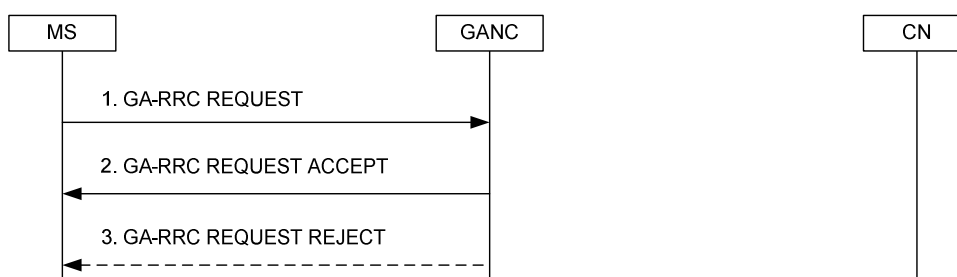 MS
GANC
CN
1. GA-RRC REQUEST
2. GA-RRC REQUEST ACCEPT
3. GA-RRC REQUEST REJECT